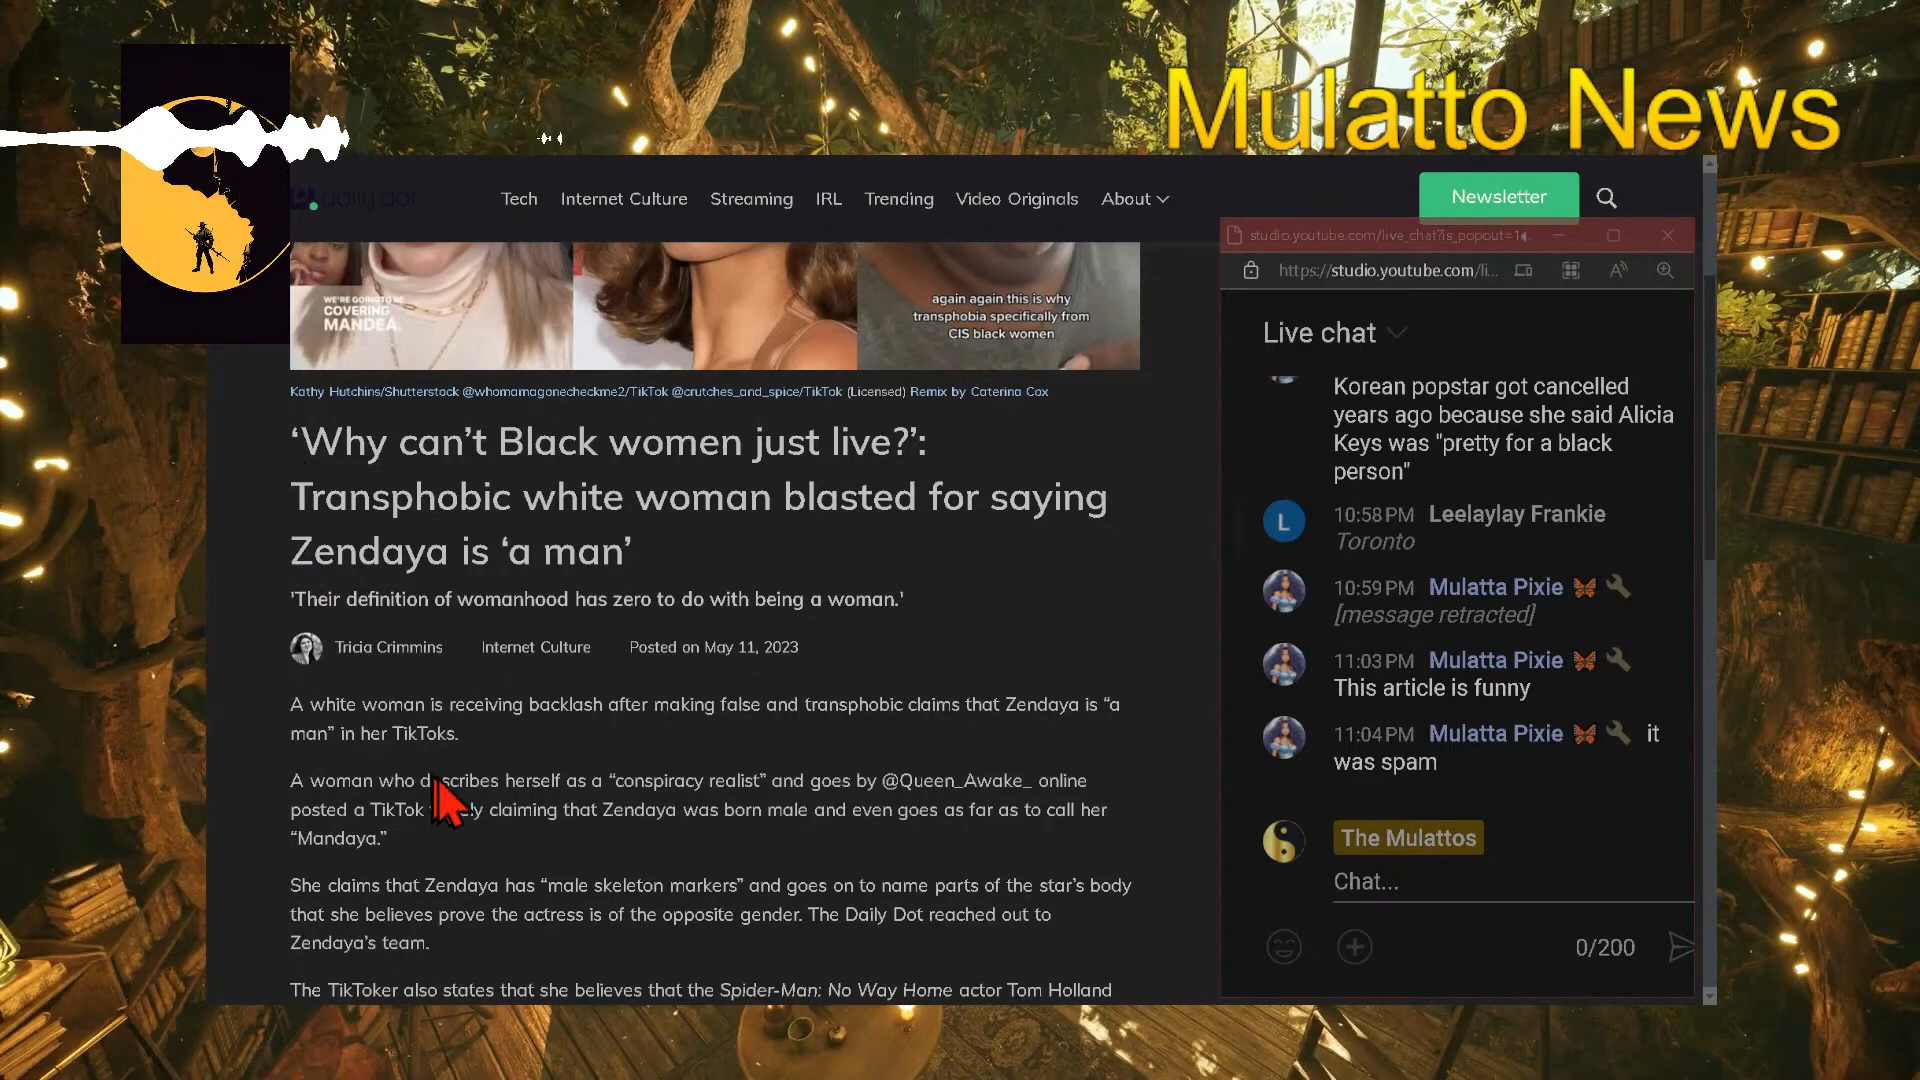 Mulatto News
daily dot
Tech Internet Culture Streaming IRL Trending Video Originals About
Newsletter
WE'RE GOING TO BE
COVERING
MANDEA.
again again this is why
transphobia specifically from
CIS black women
Kathy Hutchins/Shutterstock @whomamagonecheckme2/TikTok @crutches_and_spice/TikTok (Licensed) Remix by Caterina Cox
‘Why can’t Black women just live?’:
Transphobic white woman blasted for saying
Zendaya is ‘a man’
'Their definition of womanhood has zero to do with being a woman.'
Tricia Crimmins Internet Culture Posted on May 11, 2023
A white woman is receiving backlash after making false and transphobic claims that Zendaya is “a
man” in her TikToks.
A woman who describes herself as a “conspiracy realist” and goes by @Queen_Awake_ online
posted a TikTok claiming that Zendaya was born male and even goes as far as to call her
“Mandaya.”
She claims that Zendaya has “male skeleton markers” and goes on to name parts of the star’s body
that she believes prove the actress is of the opposite gender. The Daily Dot reached out to
Zendaya’s team.
The TikToker also states that she believes that the Spider-Man: No Way Home actor Tom Holland
studio.youtube.com/live_chat?is_popout=1
https://studio.youtube.com/li...
Live chat
Korean popstar got cancelled
years ago because she said Alicia
Keys was "pretty for a black
person"
L
10:58 PM Leelaylay Frankie
Toronto
10:59 PM Mulatta Pixie
[message retracted]
11:03 PM Mulatta Pixie
This article is funny
11:04 PM Mulatta Pixie it
was spam
The Mulattos
Chat...
0/200